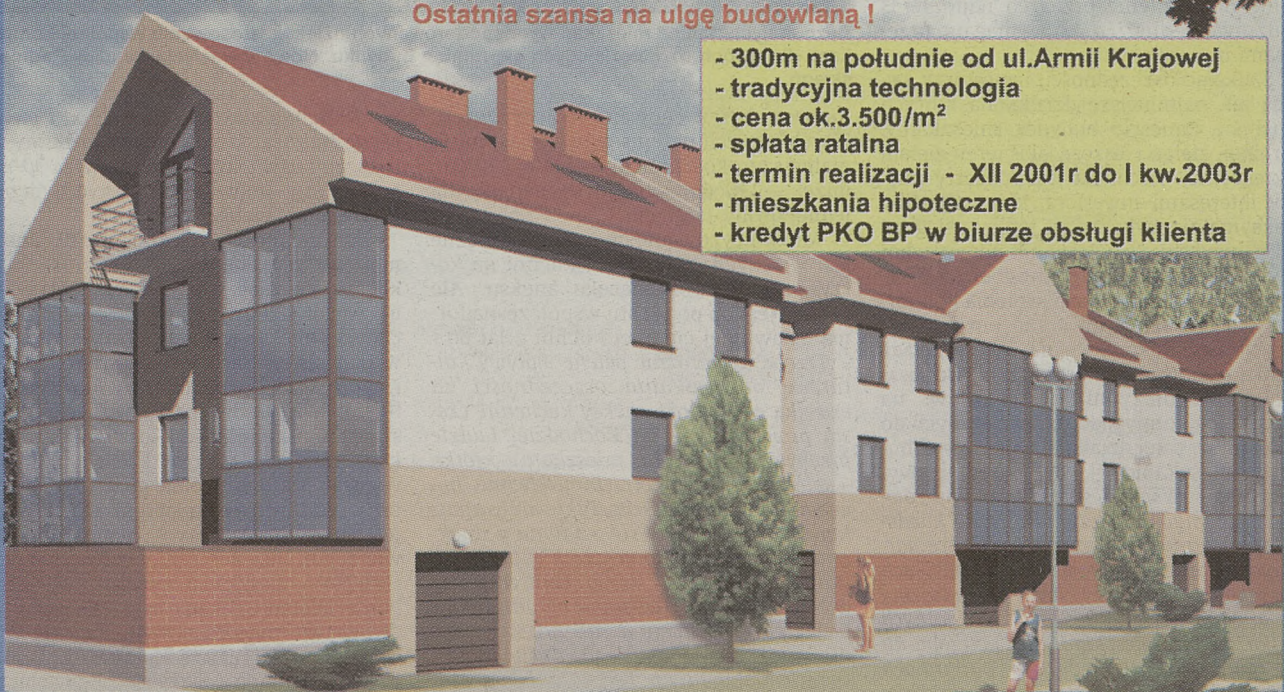 Ostatnia szansa na ulgę budowlaną !
- 300m na południe od ul.Armii Krajowej
- tradycyjna technologia
- cena ok.3.500/m²
- spłata ratalna
- termin realizacji - XII 2001r do I kw.2003r
- mieszkania hipoteczne
- kredyt PKO BP w biurze obsługi klienta